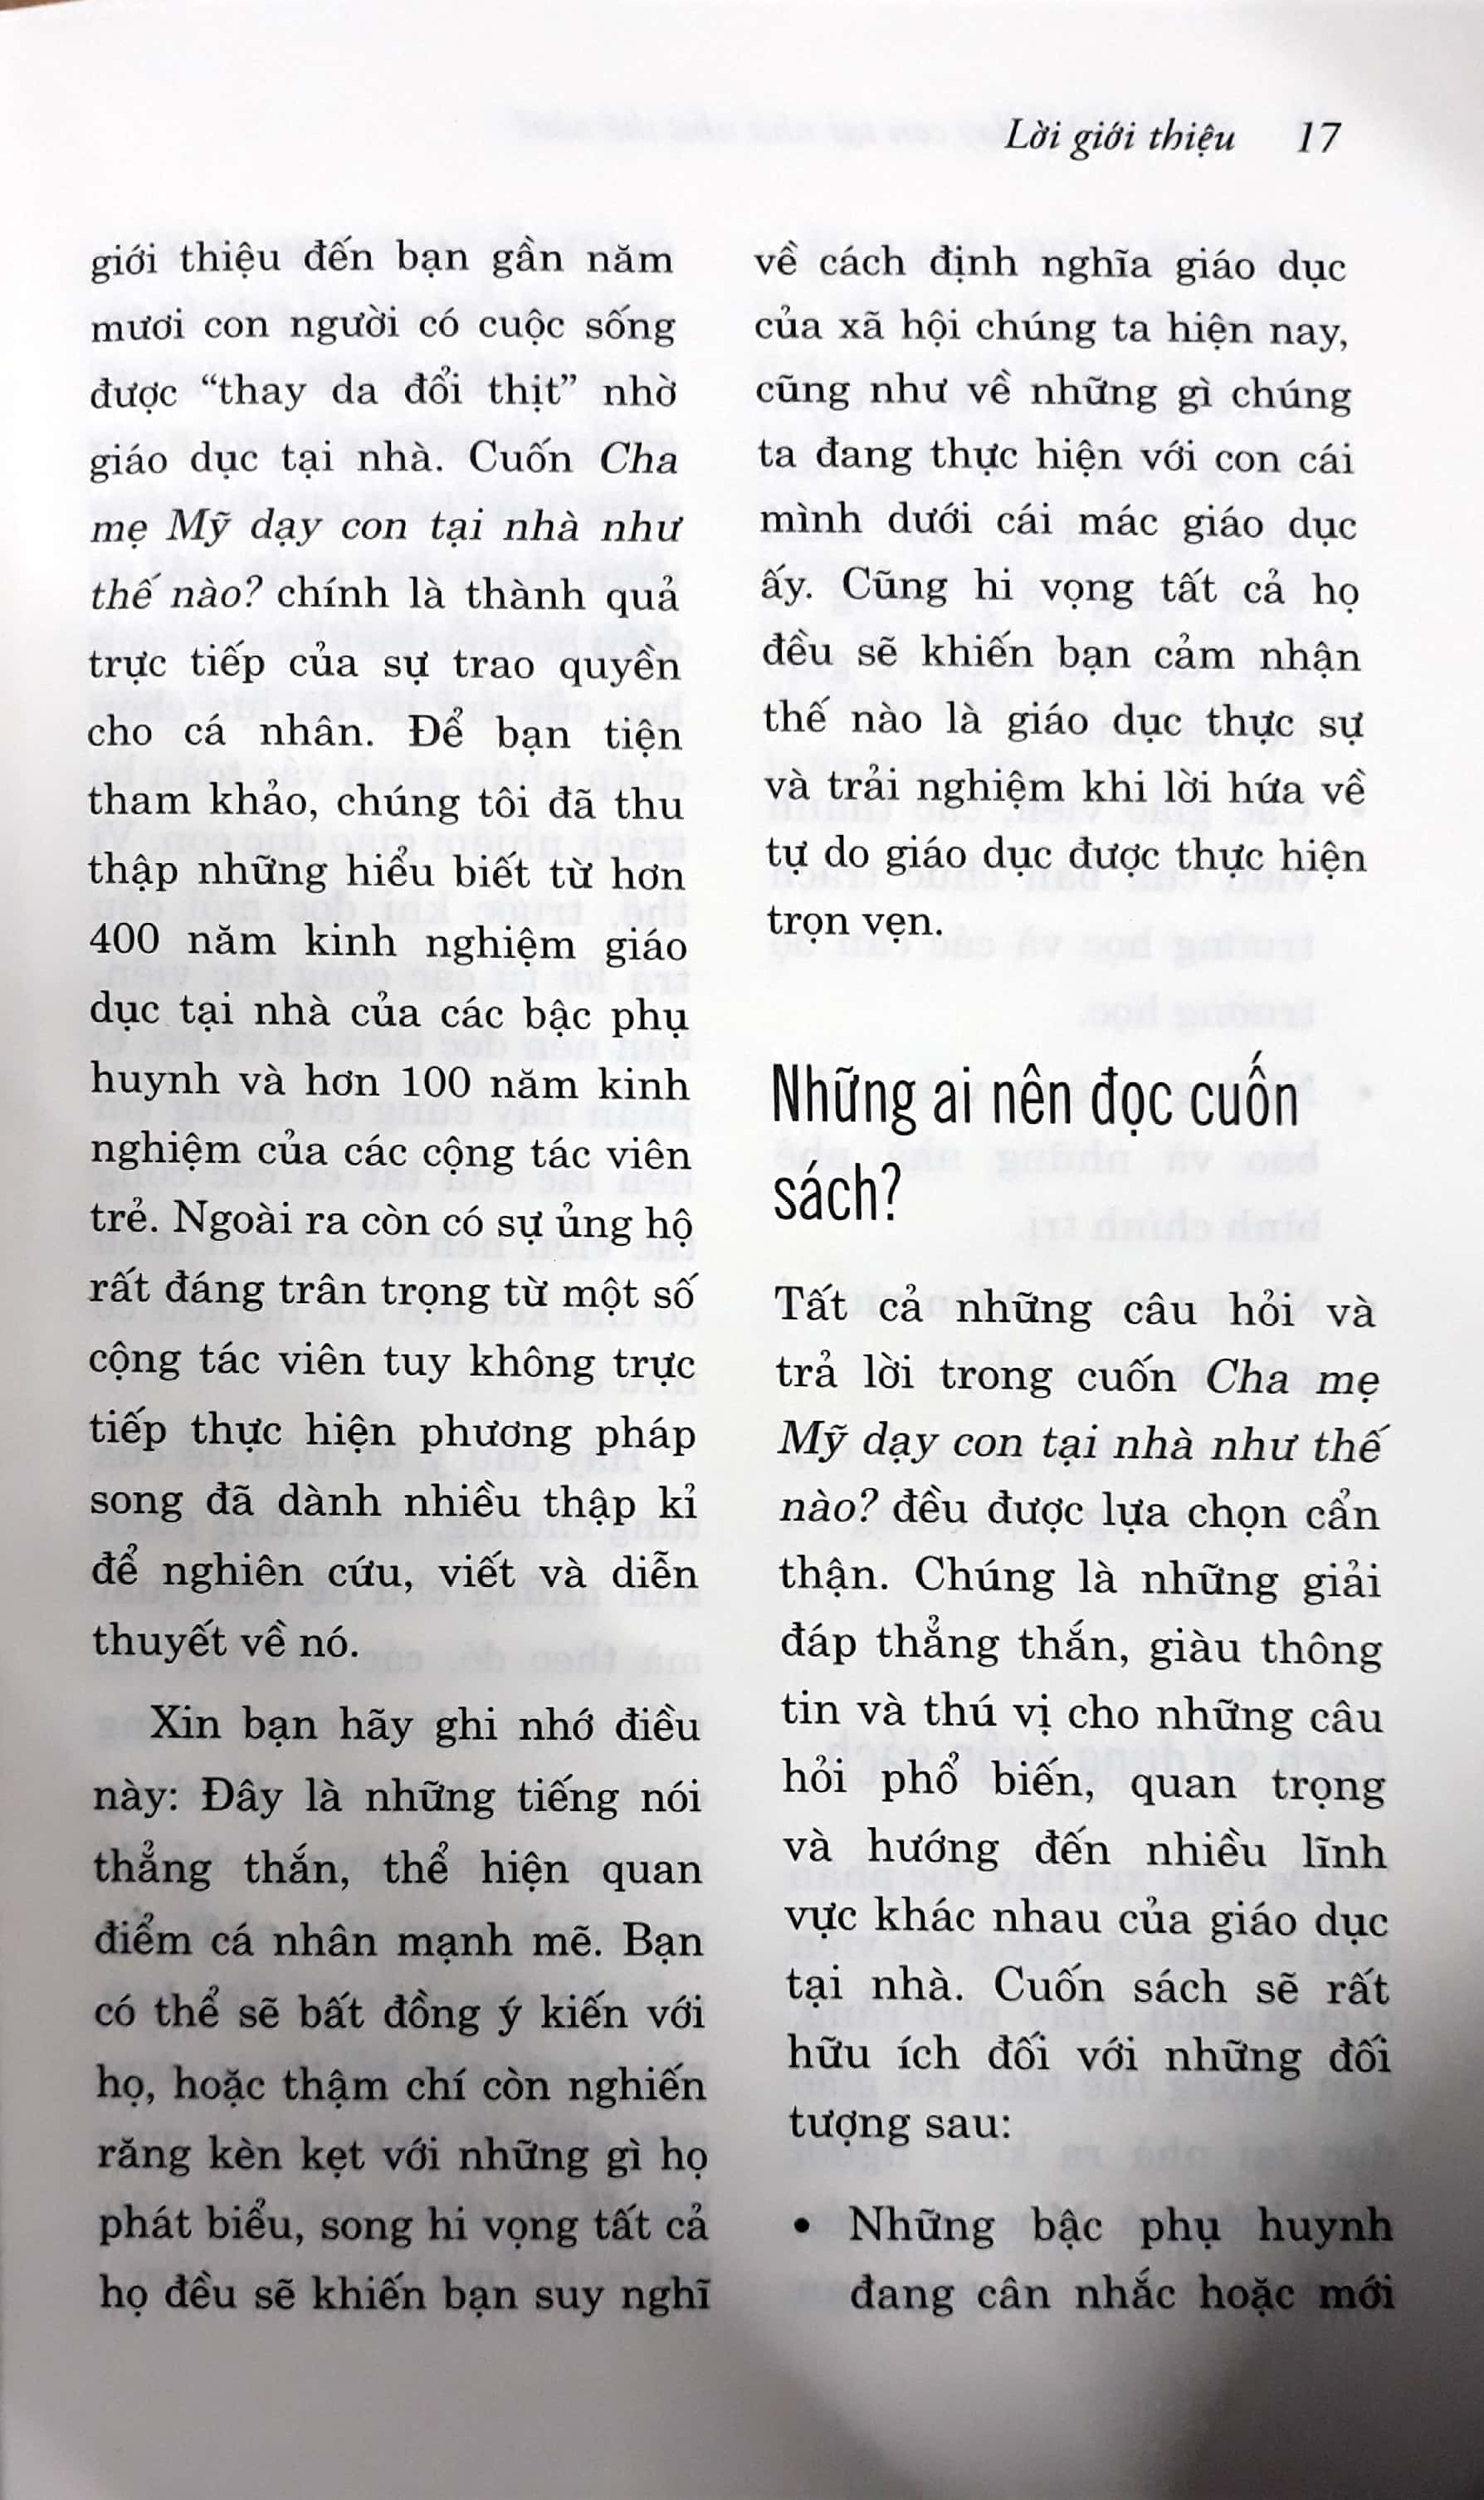 Lời giới thiệu 17
giới thiệu đến bạn gần năm
mươi con người có cuộc sống
được “thay da đổi thịt” nhờ
giáo dục tại nhà. Cuốn Cha
mẹ Mỹ dạy con tại nhà như
thế nào? chính là thành quả
trực tiếp của sự trao quyền
cho cá nhân. Để bạn tiện
tham khảo, chúng tôi đã thu
thập những hiểu biết từ hơn
400 năm kinh nghiệm giáo
dục tại nhà của các bậc phụ
huynh và hơn 100 năm kinh
nghiệm của các cộng tác viên
trẻ. Ngoài ra còn có sự ủng hộ
rất đáng trân trọng từ một số
cộng tác viên tuy không trực
tiếp thực hiện phương pháp
song đã dành nhiều thập kỉ
để nghiên cứu, viết và diễn
thuyết về nó.
Xin bạn hãy ghi nhớ điều
này: Đây là những tiếng nói
thẳng thắn, thể hiện quan
điểm cá nhân mạnh mẽ. Bạn
có thể sẽ bất đồng ý kiến với
họ, hoặc thậm chí còn nghiến
răng kèn kẹt với những gì họ
phát biểu, song hi vọng tất cả
họ đều sẽ khiến bạn suy nghĩ
về cách định nghĩa giáo dục
của xã hội chúng ta hiện nay,
cũng như về những gì chúng
ta đang thực hiện với con cái
mình dưới cái mác giáo dục
ấy. Cũng hi vọng tất cả họ
đều sẽ khiến bạn cảm nhận
thế nào là giáo dục thực sự
và trải nghiệm khi lời hứa về
tự do giáo dục được thực hiện
trọn vẹn.
Những ai nên đọc cuốn
sách?
Tất cả những câu hỏi và
trả lời trong cuốn Cha mẹ
Mỹ dạy con tại nhà như thế
nào? đều được lựa chọn cẩn
thận. Chúng là những giải
đáp thẳng thắn, giàu thông
tin và thú vị cho những câu
hỏi phổ biến, quan trọng
và hướng đến nhiều lĩnh
vực khác nhau của giáo dục
tại nhà. Cuốn sách sẽ rất
hữu ích đối với những đối
tượng sau:
• Những bậc phụ huynh
đang cân nhắc hoặc mới